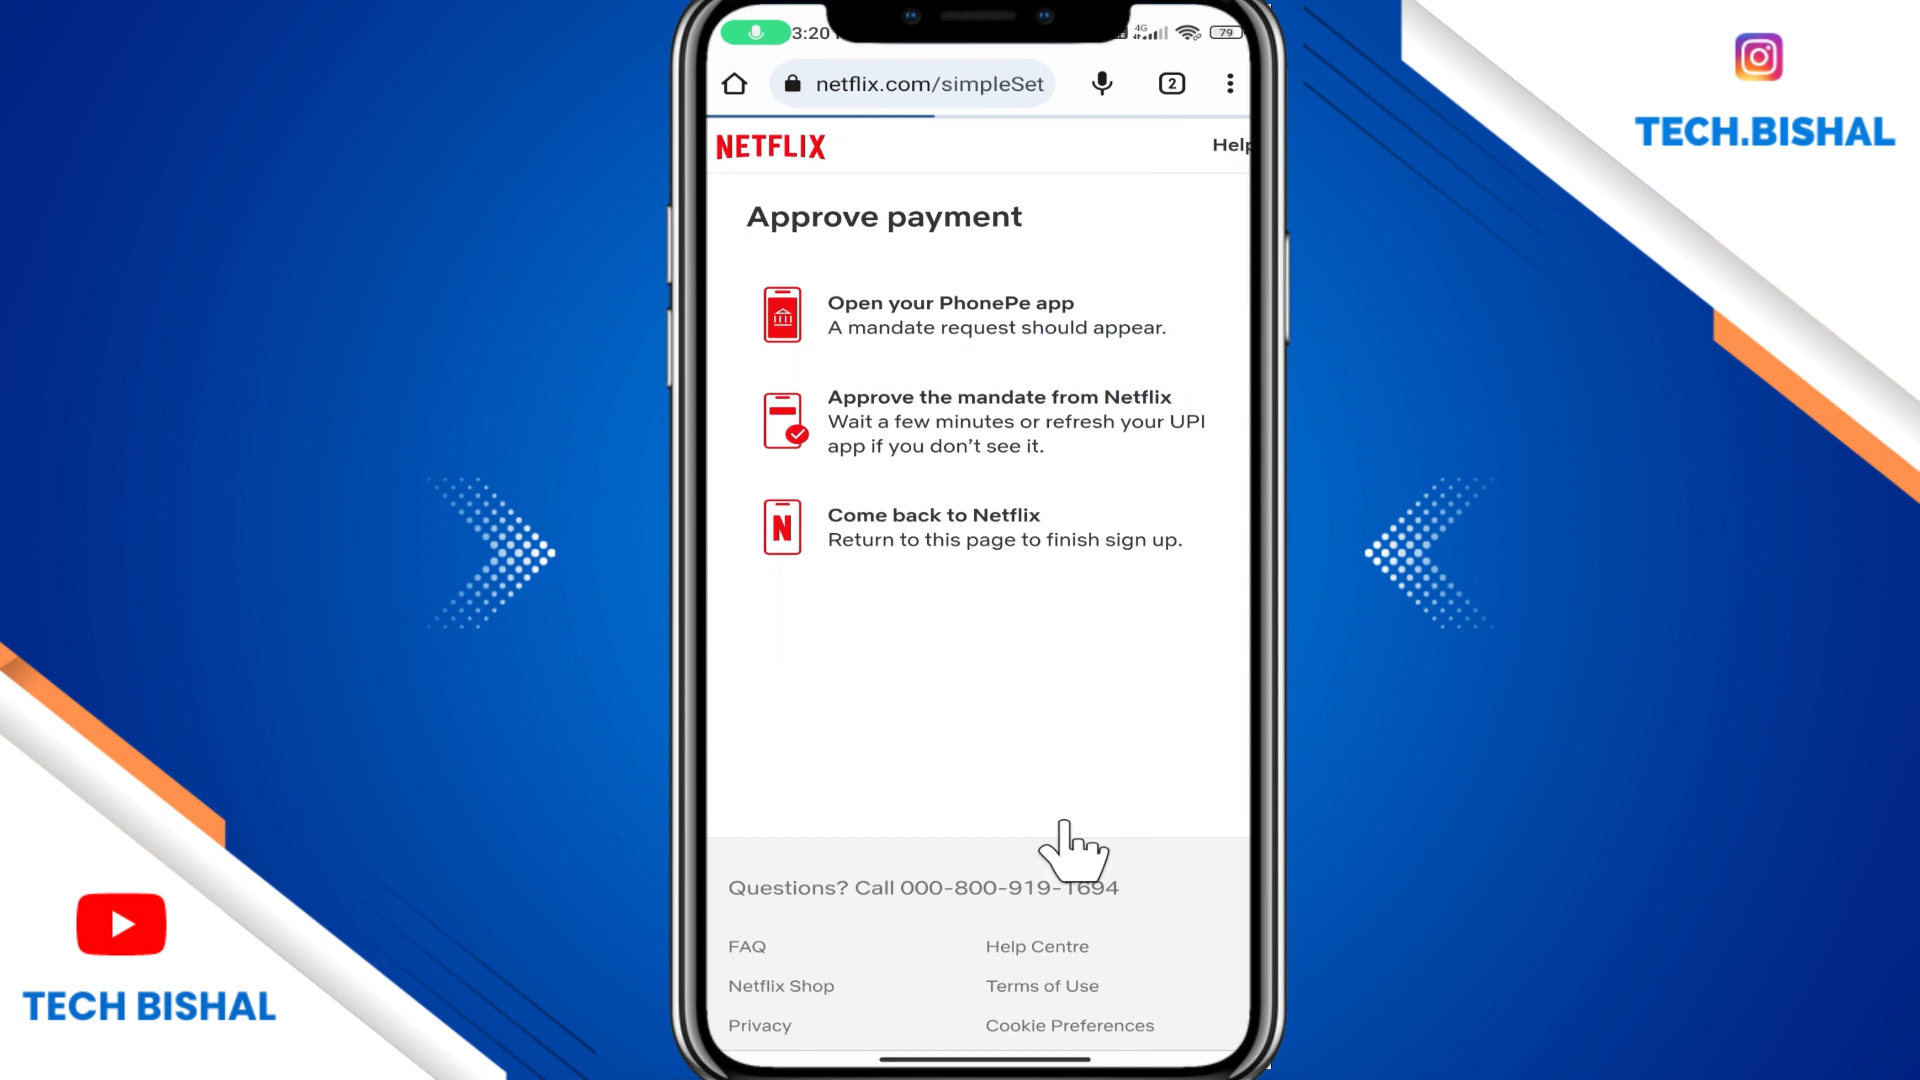 3:20
4G
79
netflix.com/simpleSet
2
NETFLIX
Help
Approve payment
Open your PhonePe app
A mandate request should appear.
Approve the mandate from Netflix
Wait a few minutes or refresh your UPI
app if you don't see it.
N
Come back to Netflix
Return to this page to finish sign up.
Questions? Call 000-800-919-1694
FAQ
Help Centre
Netflix Shop
Terms of Use
Privacy
Cookie Preferences
TECH.BISHAL
TECH BISHAL